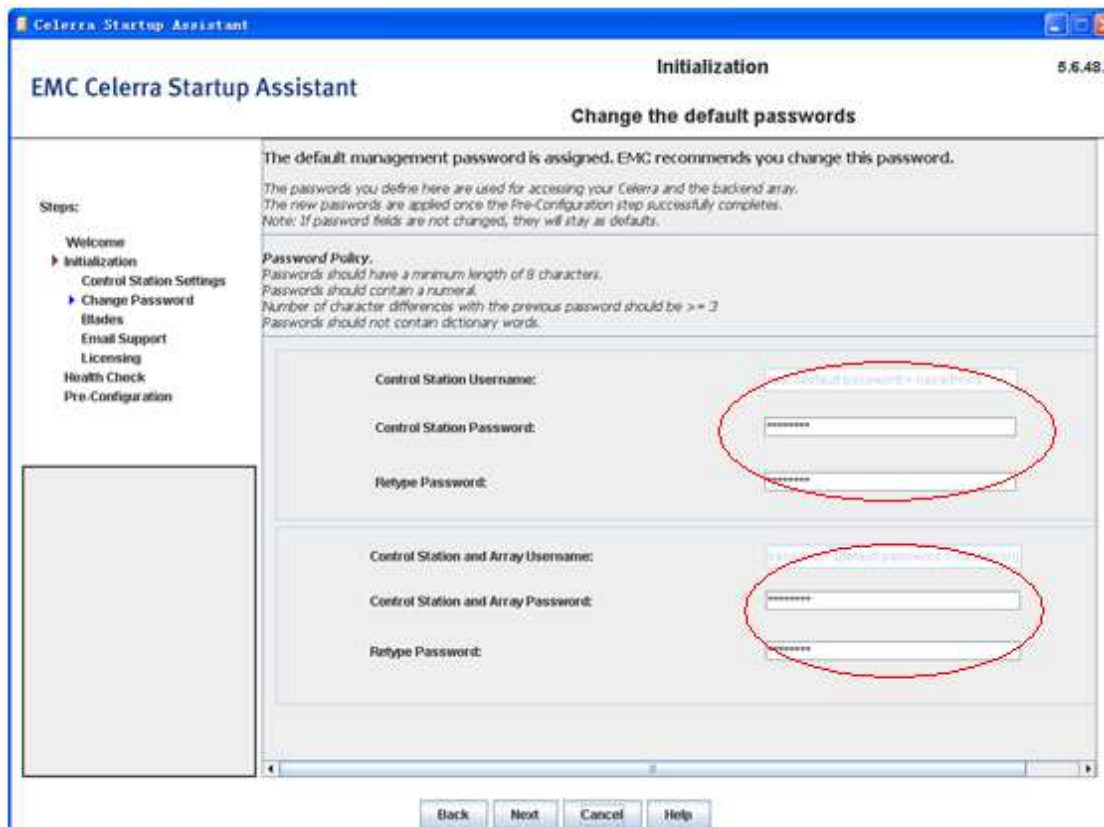 Celerra Startup Assistant
EMC Celerra Startup Assistant
Initialization
5.6.48.
Change the default passwords
Steps:
Welcome
Initialization
Control Station Settings
Change Password
Blades
Email Support
Licensing
Health Check
Pre-Configuration
The default management password is assigned. EMC recommends you change this password.
The passwords you define here are used for accessing your Celerra and the backend array.
The new passwords are applied once the Pre-Configuration step successfully completes.
Note: If password fields are not changed, they will stay as defaults.
Password Policy.
Passwords should have a minimum length of 8 characters.
Passwords should contain a numeral.
Number of character differences with the previous password should be >= 3
Passwords should not contain dictionary words.
Control Station Username:
default password =
Control Station Password:
********
Retype Password:
********
Control Station and Array Username:
Control Station and Array Password:
********
Retype Password:
********
Back Next Cancel Help